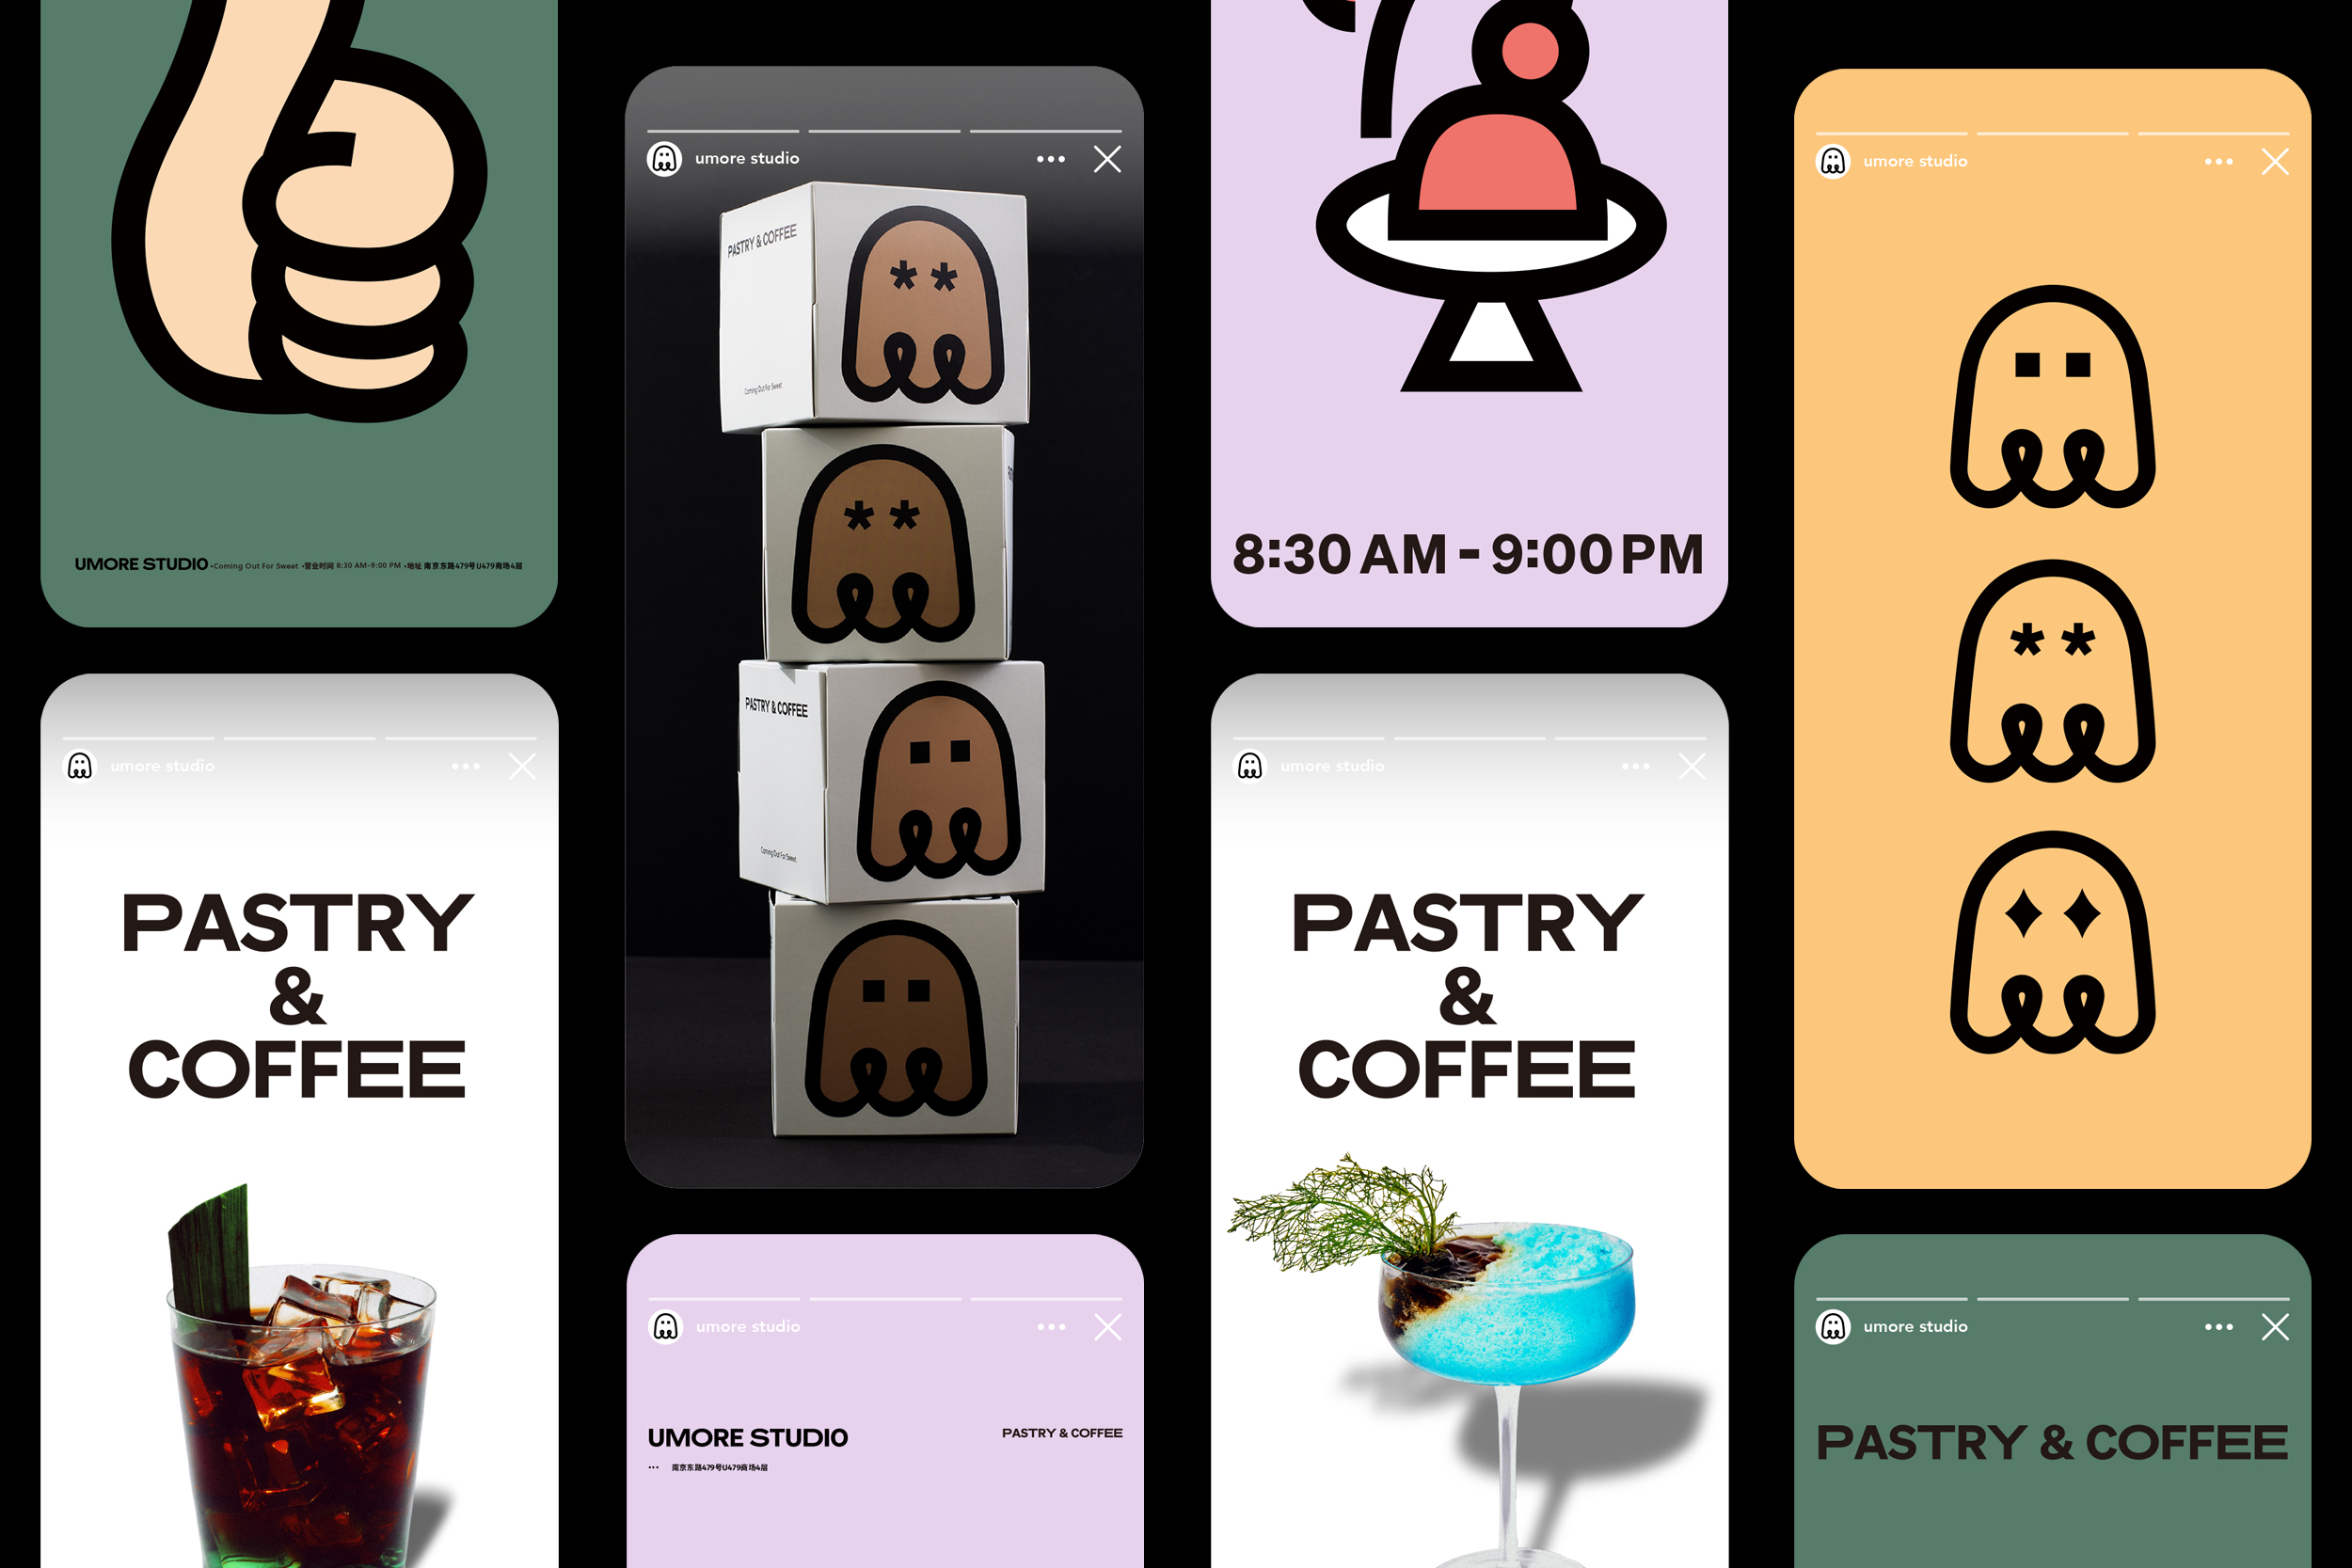 UMORE STUDIO •Coming Out For Sweet •营业时间 8:30 AM-9:00 PM •地址 南京东路479号U479商场4层
umore studio
PASTRY
&
COFFEE
umore studio
PASTRY & COFFEE
Coming Out For Sweet
PASTRY & COFFEE
Coming Out For Sweet
umore studio
UMORE STUDIO
PASTRY & COFFEE
••• 南京东路479号U479商场4层
8:30 AM - 9:00 PM
umore studio
PASTRY
&
COFFEE
umore studio
umore studio
PASTRY & COFFEE